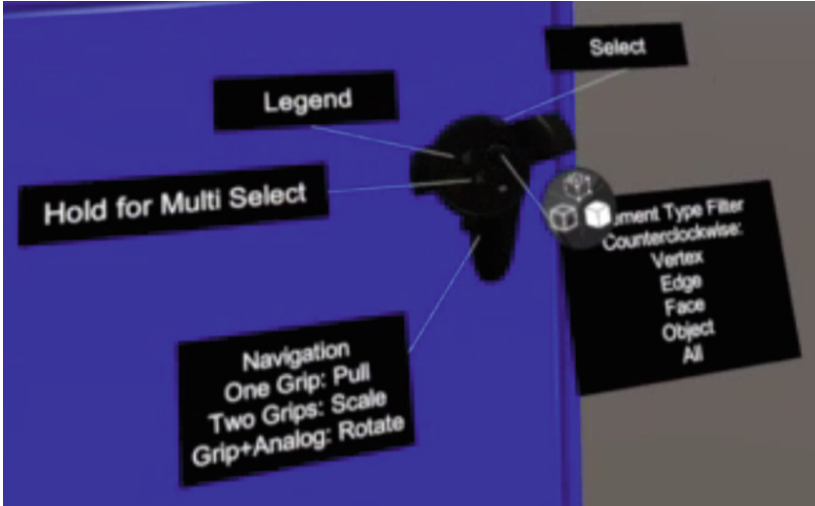 Select
Legend
Hold for Multi Select
ment Type Filter
Counterclockwise:
Vertex
Edge
Face
Object
All
Navigation
One Grip: Pull
Two Grips: Scale
Grip+Analog: Rotate